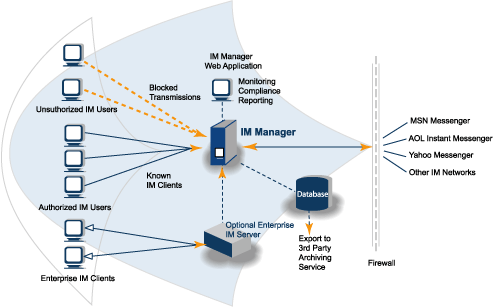 IM Manager
Web Application
Monitoring
Compliance
Reporting
Blocked
Transmissions
Unsuthorized IM Users
IM Manager
MSN Messenger
AOL Instant Messenger
Yahoo Messenger
Other IM Networks
Known
IM Clients
Authorized IM Users
Database
Optional Enterprise
IM Server
Export to
3rd Party
Archiving
Service
Firewall
Enterprise IM Clients